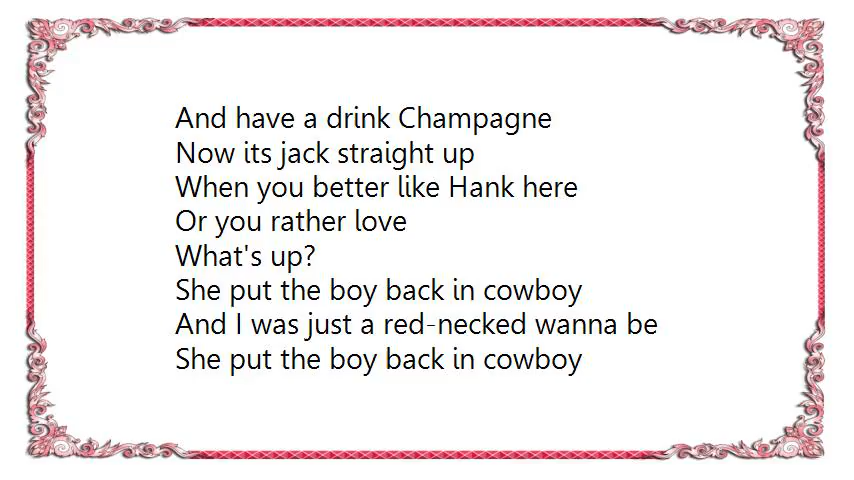 And have a drink Champagne
Now its jack straight up
When you better like Hank here
Or you rather love
What's up?
She put the boy back in cowboy
And I was just a red-necked wanna be
She put the boy back in cowboy